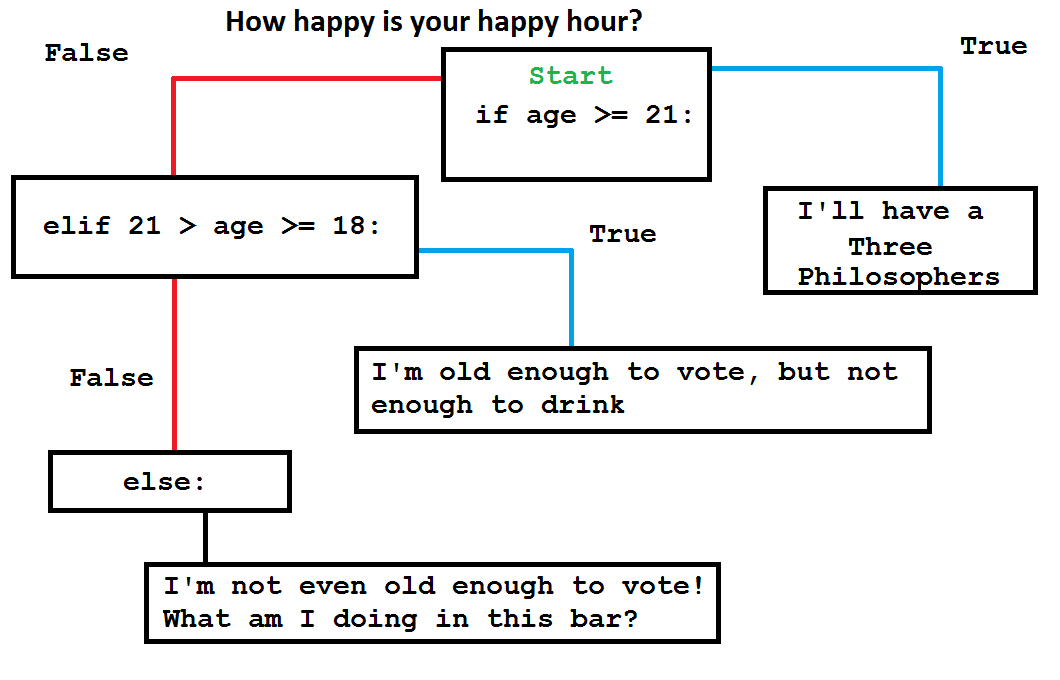 How happy is your happy hour?
False
True
Start
if age >= 21:
elif 21 > age >= 18:
True
I'll have a
Three
Philosophers
False
I'm old enough to vote, but not
enough to drink
else:
I'm not even old enough to vote!
What am I doing in this bar?